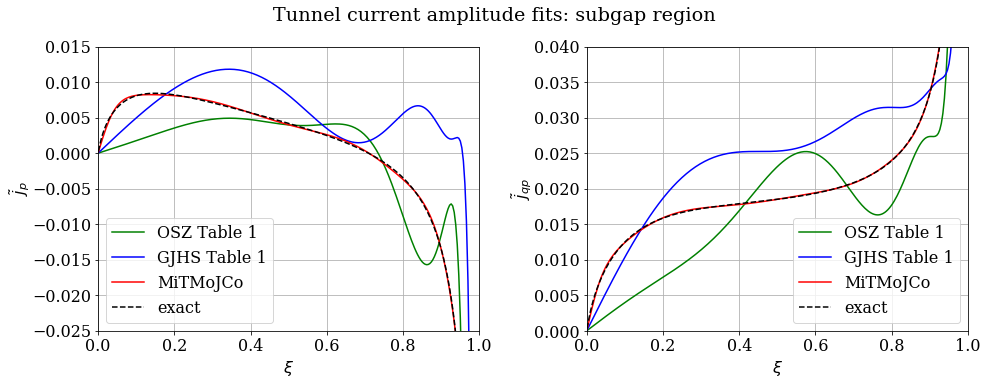 Tunnel current amplitude fits: subgap region
0.015
0.010
0.005
0.000
−0.005
−0.010
−0.015
−0.020
−0.025
0.0 0.2 0.4 0.6 0.8 1.0
J̃p
ξ
OSZ Table 1
GJHS Table 1
MiTMoJCo
exact
0.040
0.035
0.030
0.025
0.020
0.015
0.010
0.005
0.000
0.0 0.2 0.4 0.6 0.8 1.0
J̃qp
ξ
OSZ Table 1
GJHS Table 1
MiTMoJCo
exact